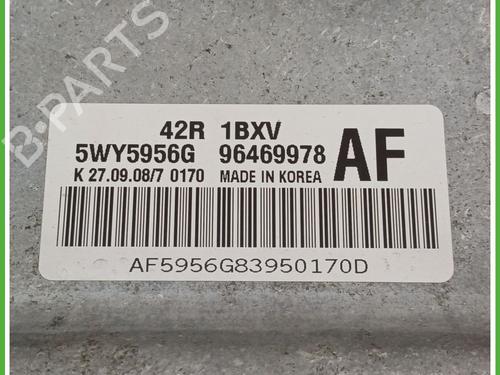 B-PARTS
42R 1BXV
5WY5956G 96469978 AF
K 27.09.08/7 0170 MADE IN KOREA
AF5956G83950170D